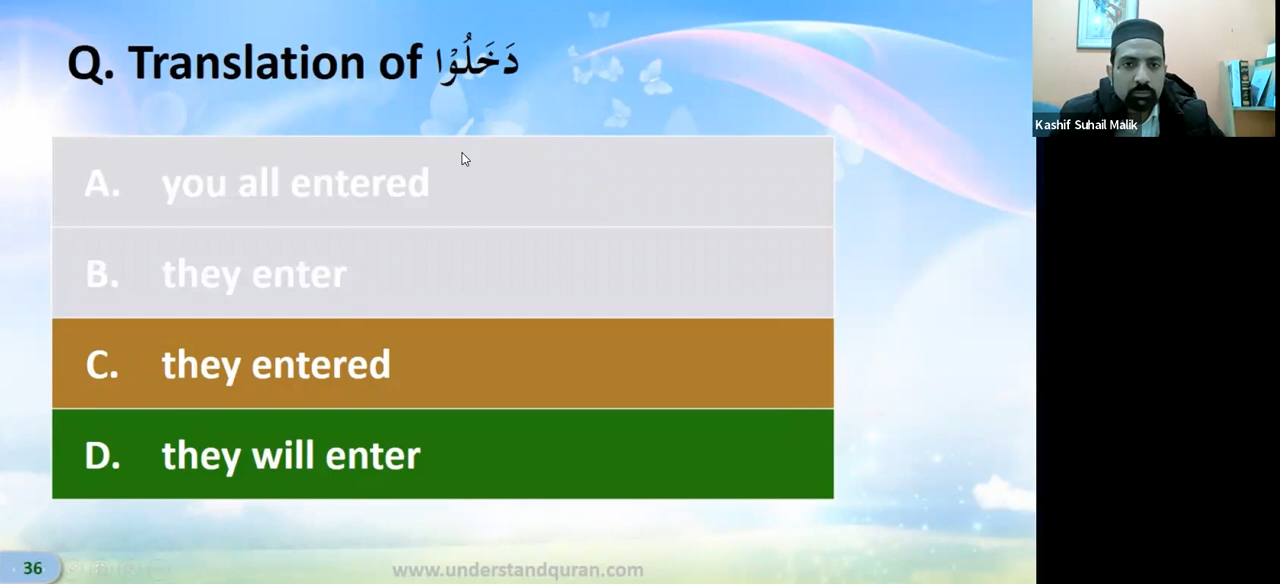 Q. Translation of دَخَلُوْا
A. you all entered
B. they enter
C. they entered
D. they will enter
Kashif Suhail Malik
36
www.understandquran.com